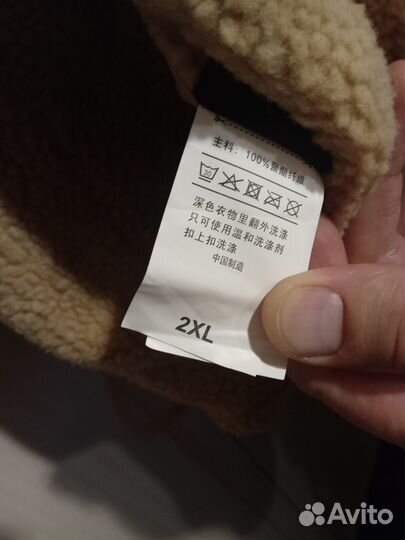 主料：100%聚酯纤维
30
深色衣物里翻外洗涤
只可使用温和洗涤剂
扣上扣洗涤
中国制造
2XL
Avito